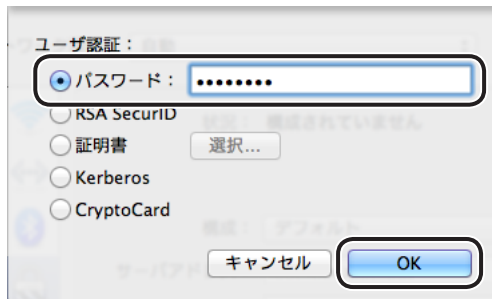 ユーザ認証：
パスワード： ••••••••
RSA SecurID
証明書 選択...
Kerberos
CryptoCard
キャンセル OK